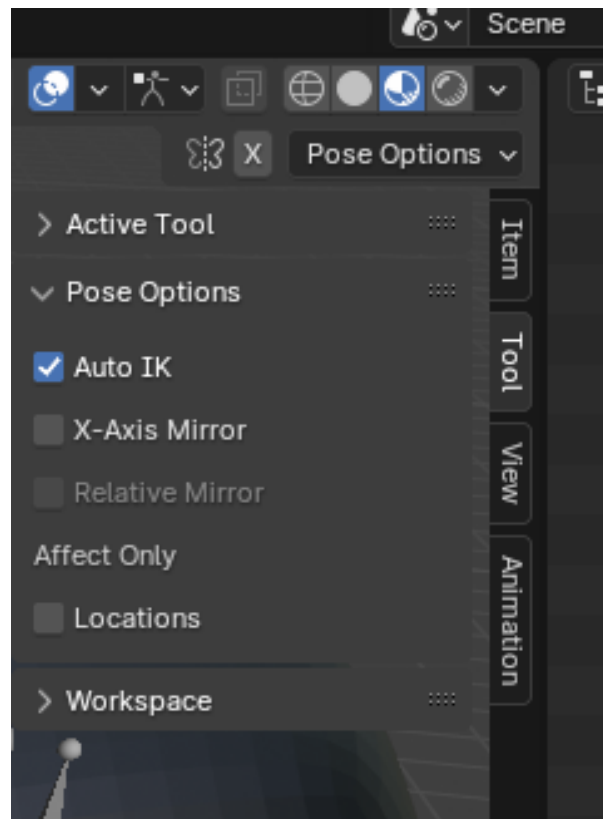 Scene
X Pose Options
Active Tool
Pose Options
Auto IK
X-Axis Mirror
Relative Mirror
Affect Only
Locations
Workspace
Item
Tool
View
Animation